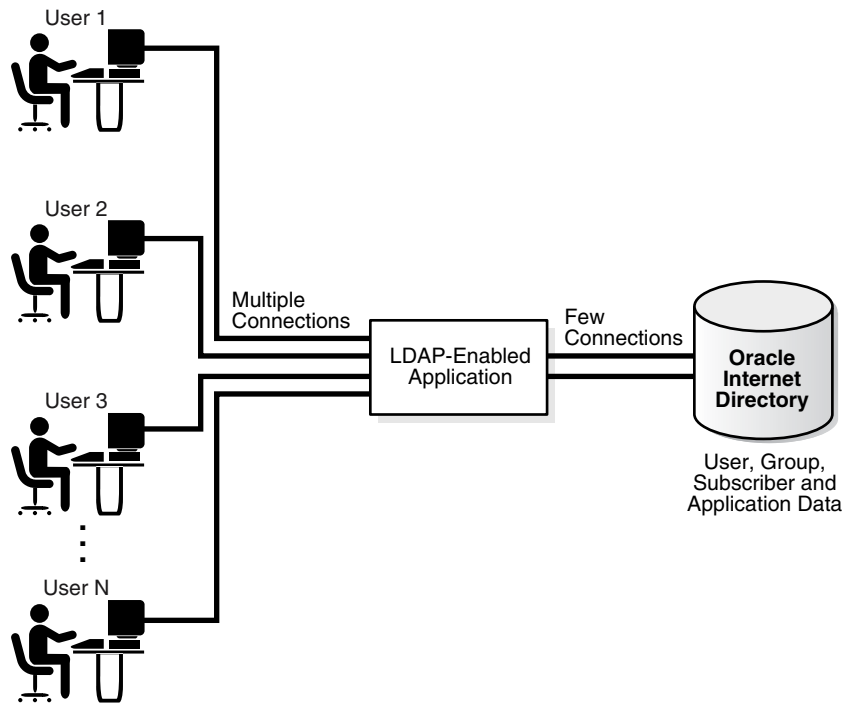 User 1
User 2
Multiple
Connections
LDAP-Enabled
Application
Few
Connections
Oracle
Internet
Directory
User, Group,
Subscriber and
Application Data
User 3
User N